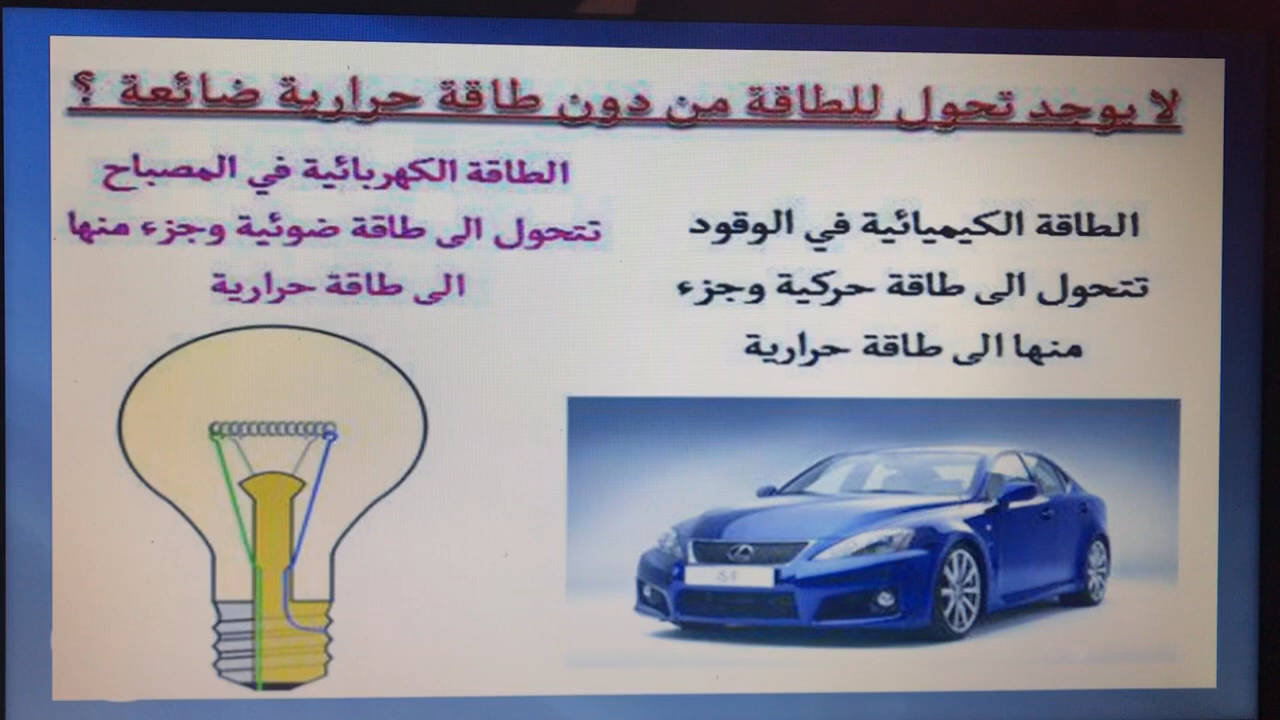 لا يوجد تحول للطاقة من دون طاقة حرارية ضائعة ؟
الطاقة الكيميائية في الوقود
تتحول الى طاقة حركية وجزء
منها الى طاقة حرارية
الطاقة الكهربائية في المصباح
تتحول الى طاقة ضوئية وجزء منها
الى طاقة حرارية